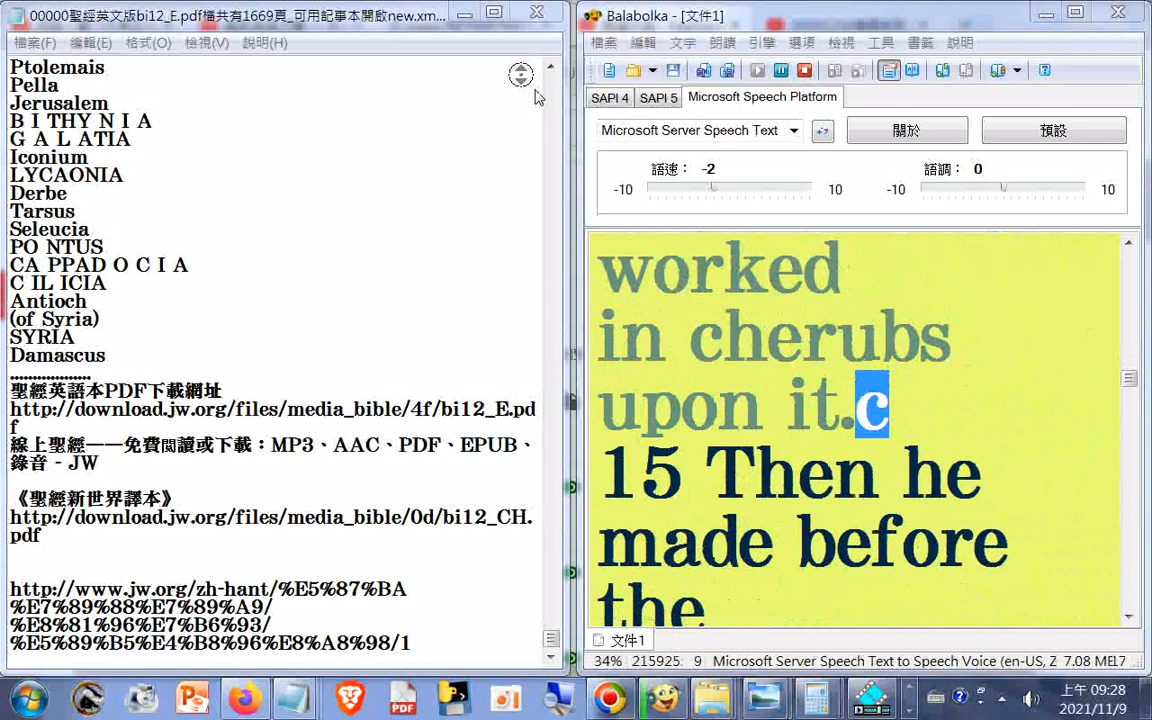 00000聖經英文版bi12_E.pdf檔共有1669頁_可用記事本開啟new.xm...
檔案(F) 編輯(E) 格式(O) 檢視(V) 說明(H)
Ptolemais
Pella
Jerusalem
B I THY N I A
G A L ATIA
Iconium
LYCAONIA
Derbe
Tarsus
Seleucia
PO NTUS
CA PPAD O C I A
C IL ICIA
Antioch
(of Syria)
SYRIA
Damascus
..................
聖經英語本PDF下載網址
http://download.jw.org/files/media_bible/4f/bi12_E.pd
f
線上聖經——免費閱讀或下載：MP3、AAC、PDF、EPUB、
錄音 - JW
《聖經新世界譯本》
http://download.jw.org/files/media_bible/0d/bi12_CH.
pdf
http://www.jw.org/zh-hant/%E5%87%BA
%E7%89%88%E7%89%A9/
%E8%81%96%E7%B6%93/
%E5%89%B5%E4%B8%96%E8%A8%98/1
Balabolka - [文件1]
檔案 編輯 文字 朗讀 引擎 選項 檢視 工具 書籤 說明
SAPI 4 SAPI 5 Microsoft Speech Platform
Microsoft Server Speech Text 關於 預設
語速： -2 語調： 0
-10 10 -10 10
worked
in cherubs
upon it.c
15 Then he
made before
the
文件1
34% 215925: 9 Microsoft Server Speech Text to Speech Voice (en-US, Z 7.08 MB
PDF
上午 09:28
2021/11/9